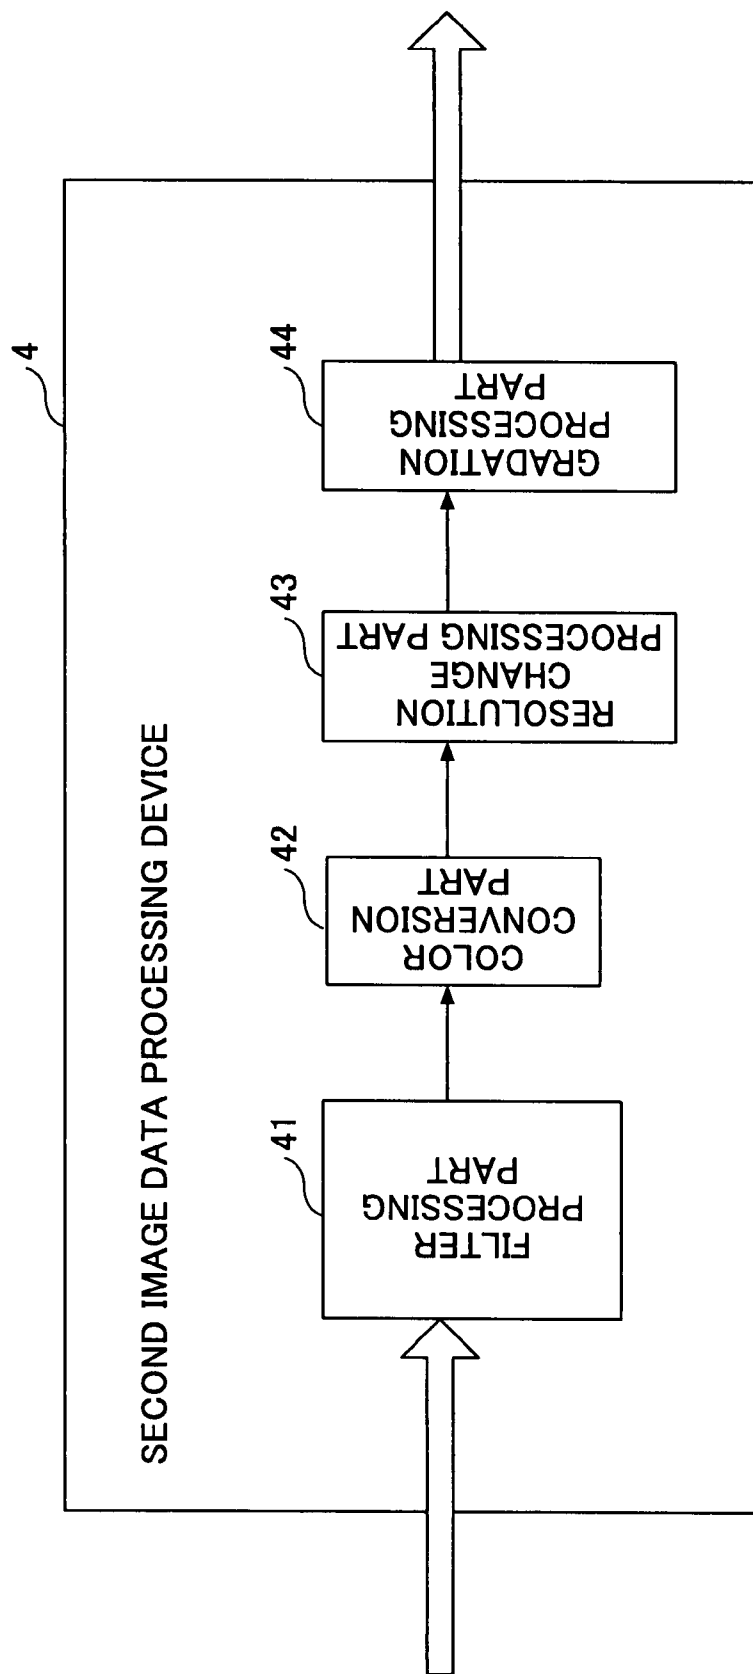 4
SECOND IMAGE DATA PROCESSING DEVICE
41
FILTER
PROCESSING
PART
42
COLOR
CONVERSION
PART
43
RESOLUTION
CHANGE
PROCESSING PART
44
GRADATION
PROCESSING
PART